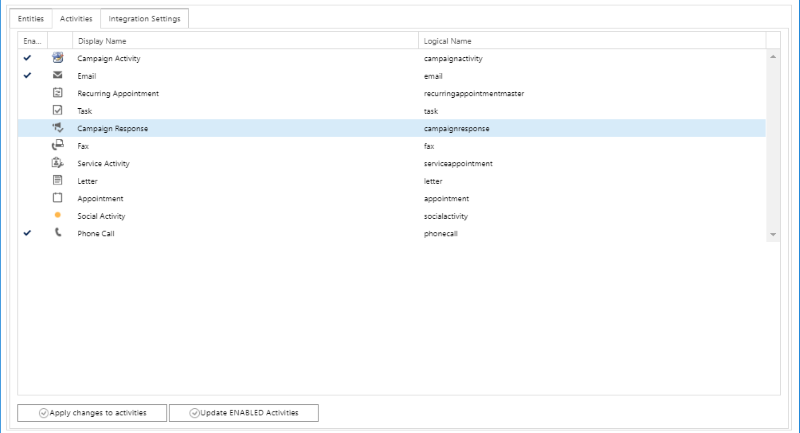 Entities Activities Integration Settings
Ena... Display Name Logical Name
Campaign Activity campaignactivity
Email email
Recurring Appointment recurringappointmentmaster
Task task
Campaign Response campaignresponse
Fax fax
Service Activity serviceappointment
Letter letter
Appointment appointment
Social Activity socialactivity
Phone Call phonecall
Apply changes to activities Update ENABLED Activities